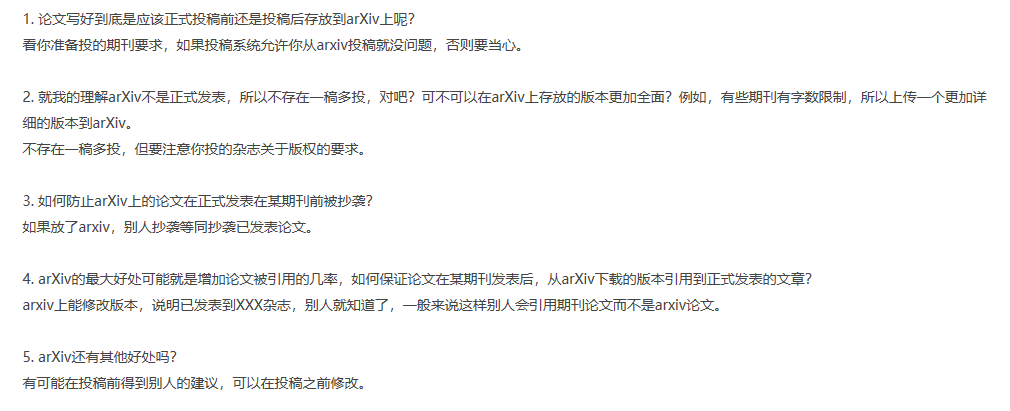 1. 论文写好到底是应该正式投稿前还是投稿后存放到arXiv上呢？
看你准备投的期刊要求，如果投稿系统允许你从arxiv投稿就没问题，否则要当心。
2. 就我的理解arXiv不是正式发表，所以不存在一稿多投，对吧？可不可以在arXiv上存放的版本更加全面？例如，有些期刊有字数限制，所以上传一个更加详
细的版本到arXiv。
不存在一稿多投，但要注意你投的杂志关于版权的要求。
3. 如何防止arXiv上的论文在正式发表在某期刊前被抄袭？
如果放了arxiv，别人抄袭等同抄袭已发表论文。
4. arXiv的最大好处可能就是增加论文被引用的几率，如何保证论文在某期刊发表后，从arXiv下载的版本引用到正式发表的文章？
arxiv上能修改版本，说明已发表到XXX杂志，别人就知道了，一般来说这样别人会引用期刊论文而不是arxiv论文。
5. arXiv还有其他好处吗？
有可能在投稿前得到别人的建议，可以在投稿之前修改。